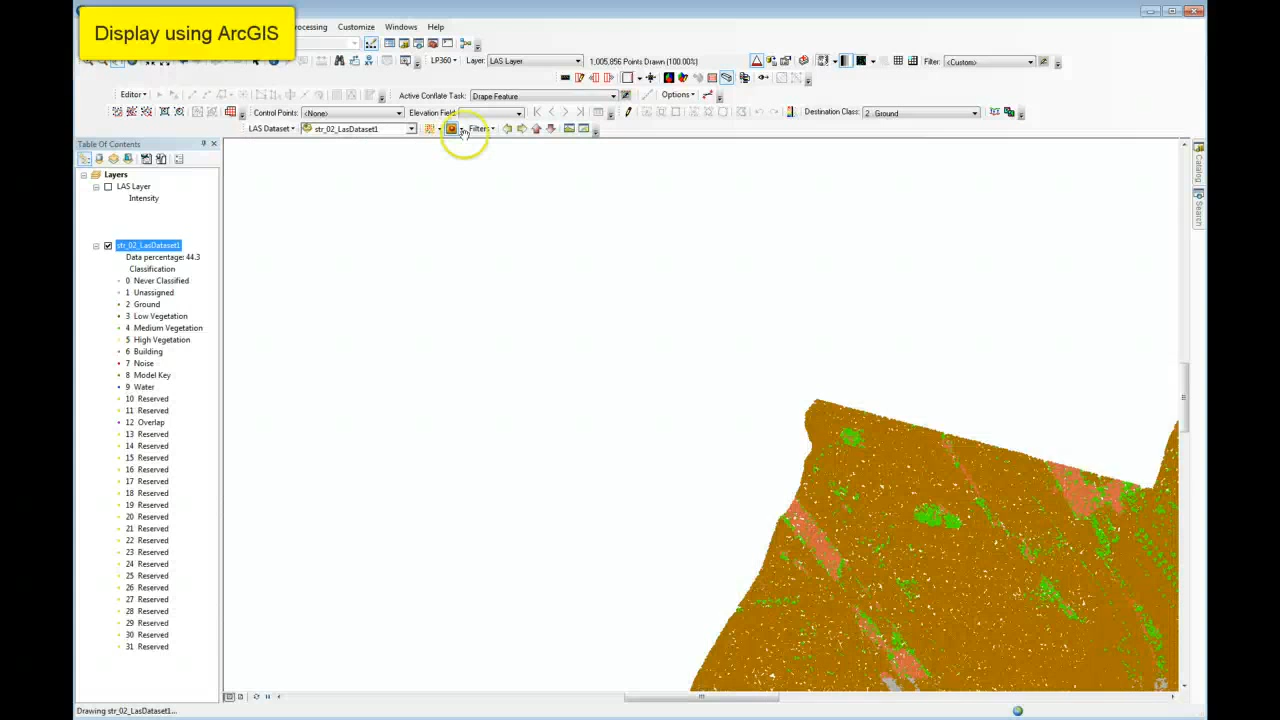 Display using ArcGIS
rocessing Customize Windows Help
LP360 Layer: LAS Layer 1,005,856 Points Drawn (100.00%) Filter: <Custom>
Editor Active Conflate Task: Drape Feature Options
Control Points: <None> Elevation Field: Destination Class: 2 Ground
LAS Dataset str_02_LasDataset1 Filters
Table Of Contents
Layers
LAS Layer
Intensity
str_02_LasDataset1
Data percentage: 44.3
Classification
0 Never Classified
1 Unassigned
2 Ground
3 Low Vegetation
4 Medium Vegetation
5 High Vegetation
6 Building
7 Noise
8 Model Key
9 Water
10 Reserved
11 Reserved
12 Overlap
13 Reserved
14 Reserved
15 Reserved
16 Reserved
17 Reserved
18 Reserved
19 Reserved
20 Reserved
21 Reserved
22 Reserved
23 Reserved
24 Reserved
25 Reserved
26 Reserved
27 Reserved
28 Reserved
29 Reserved
30 Reserved
31 Reserved
Catalog
Search
Drawing str_02_LasDataset1...